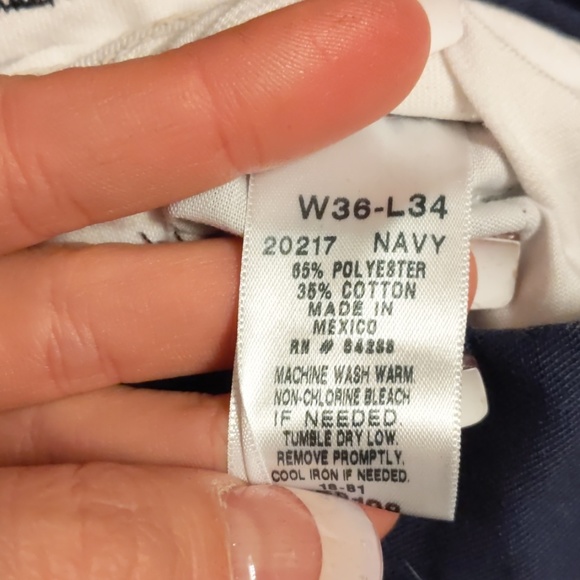 W36-L34
20217 NAVY
65% POLYESTER
35% COTTON
MADE IN
MEXICO
RN #
MACHINE WASH WARM
NON-CHLORINE BLEACH
IF NEEDED.
TUMBLE DRY LOW.
REMOVE PROMPTLY.
COOL IRON IF NEEDED.